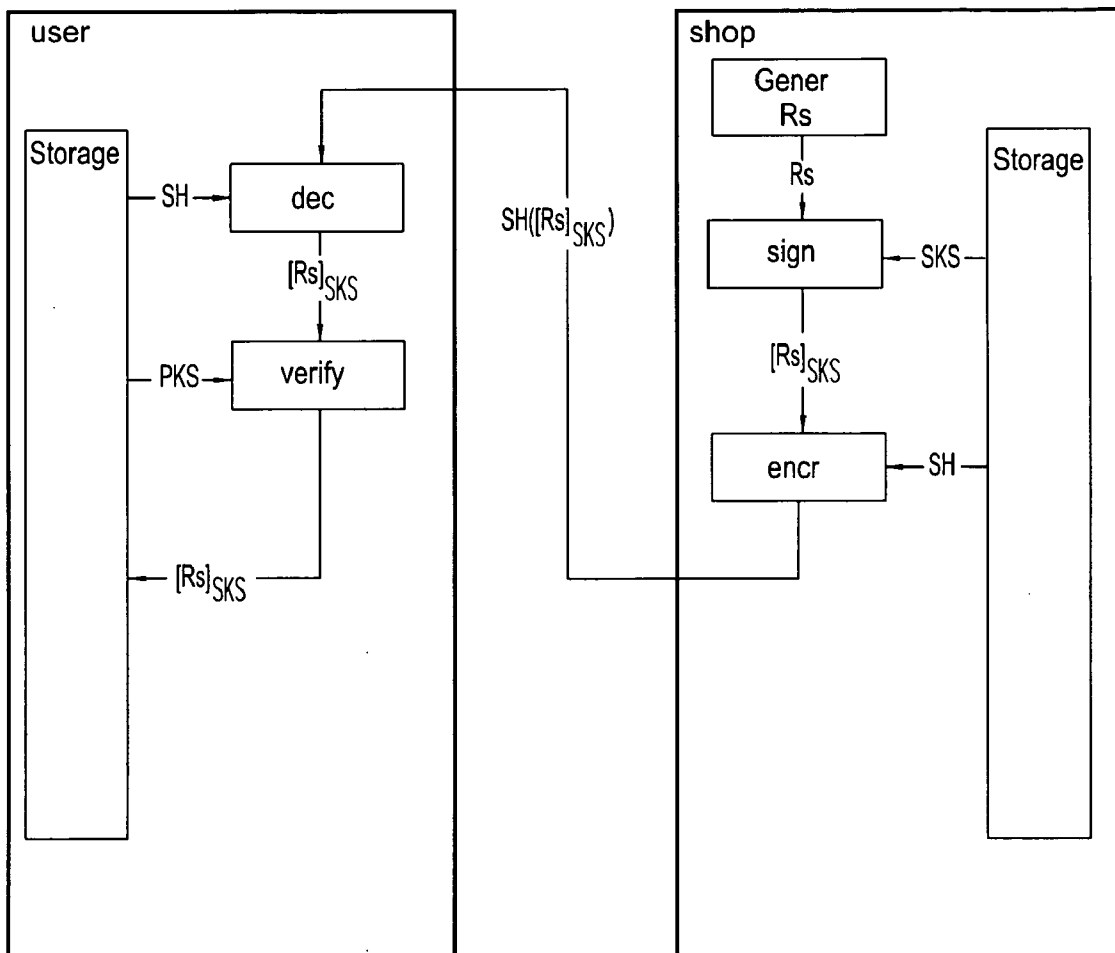 user
Storage
SH
dec
[Rs]SKS
PKS
verify
[Rs]SKS
SH([Rs]SKS)
shop
Gener
Rs
Rs
Storage
sign
SKS
[Rs]SKS
encr
SH